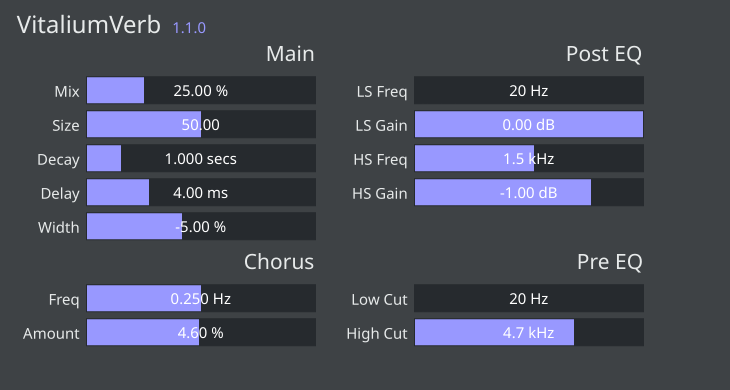 VitaliumVerb 1.1.0
Main
Mix 25.00 %
Size 50.00
Decay 1.000 secs
Delay 4.00 ms
Width -5.00 %
Chorus
Freq 0.250 Hz
Amount 4.60 %
Post EQ
LS Freq 20 Hz
LS Gain 0.00 dB
HS Freq 1.5 kHz
HS Gain -1.00 dB
Pre EQ
Low Cut 20 Hz
High Cut 4.7 kHz